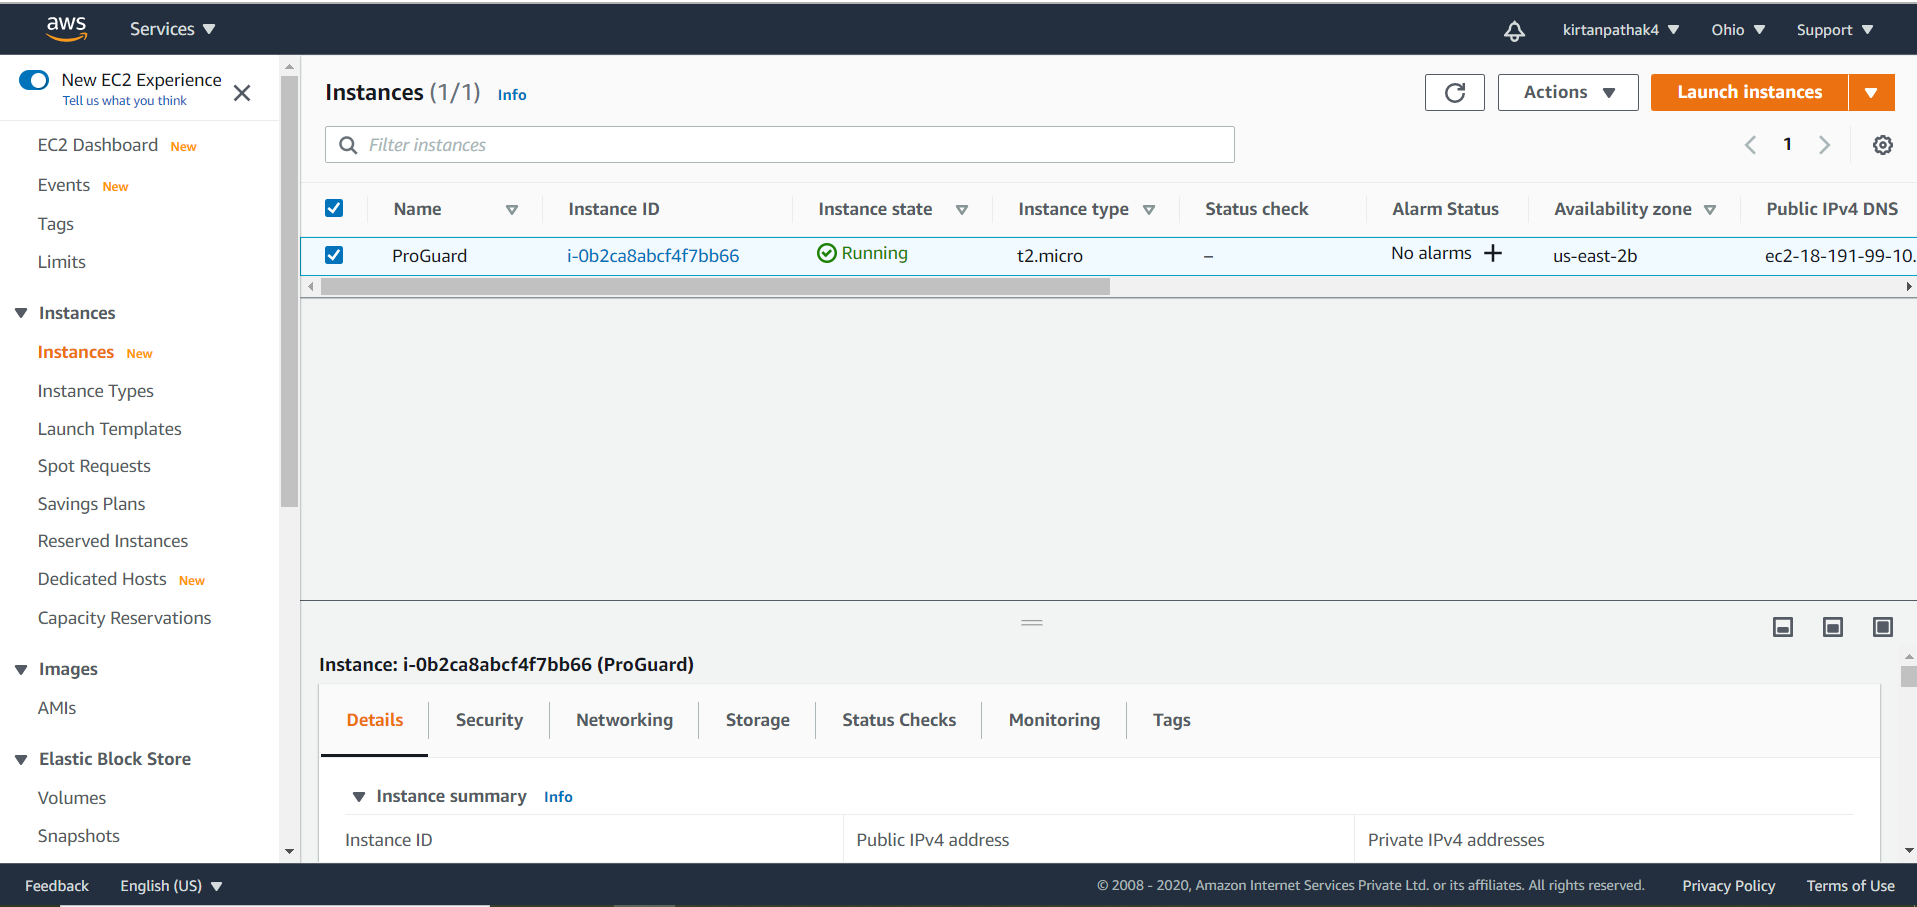 aws Services kirtanpathak4 Ohio Support
New EC2 Experience
Tell us what you think
EC2 Dashboard New
Events New
Tags
Limits
Instances
Instances New
Instance Types
Launch Templates
Spot Requests
Savings Plans
Reserved Instances
Dedicated Hosts New
Capacity Reservations
Images
AMIs
Elastic Block Store
Volumes
Snapshots
Instances (1/1) Info
Actions
Launch instances
Filter instances
1
Name Instance ID Instance state Instance type Status check Alarm Status Availability zone Public IPv4 DNS
ProGuard i-0b2ca8abcf4f7bb66 Running t2.micro – No alarms + us-east-2b ec2-18-191-99-10.
Instance: i-0b2ca8abcf4f7bb66 (ProGuard)
Details Security Networking Storage Status Checks Monitoring Tags
Instance summary Info
Instance ID Public IPv4 address Private IPv4 addresses
Feedback English (US) © 2008 - 2020, Amazon Internet Services Private Ltd. or its affiliates. All rights reserved. Privacy Policy Terms of Use